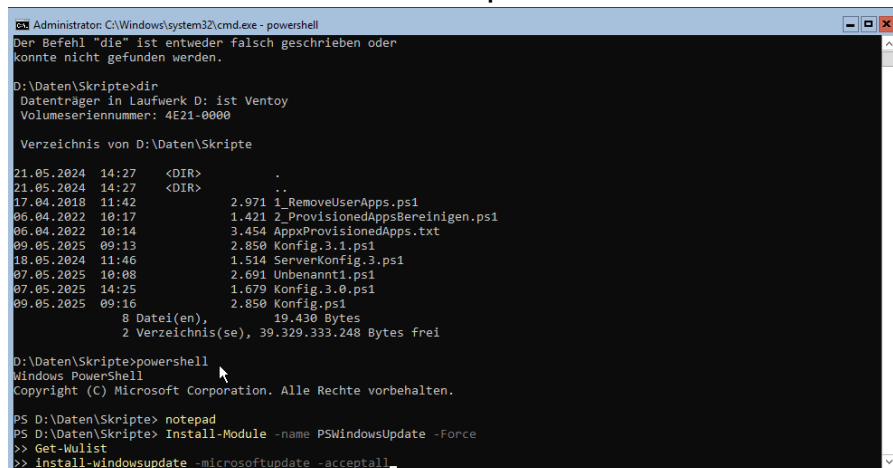 Administrator: C:\Windows\system32\cmd.exe - powershell
Der Befehl "die" ist entweder falsch geschrieben oder
konnte nicht gefunden werden.
D:\Daten\Skripte>dir
Datenträger in Laufwerk D: ist Ventoy
Volumeseriennummer: 4E21-0000
Verzeichnis von D:\Daten\Skripte
21.05.2024  14:27    <DIR>          .
21.05.2024  14:27    <DIR>          ..
17.04.2018  11:42             2.971 1_RemoveUserApps.ps1
06.04.2022  10:17             1.421 2_ProvisionedAppsBereinigen.ps1
06.04.2022  10:14             3.454 AppxProvisionedApps.txt
09.05.2025  09:13             2.850 Konfig.3.1.ps1
18.05.2024  11:46             1.514 ServerKonfig.3.ps1
07.05.2025  10:08             2.691 Unbenannt1.ps1
07.05.2025  14:25             1.679 Konfig.3.0.ps1
09.05.2025  09:16             2.850 Konfig.ps1
8 Datei(en),         19.430 Bytes
2 Verzeichnis(se), 39.329.333.248 Bytes frei
D:\Daten\Skripte>powershell
Windows PowerShell
Copyright (C) Microsoft Corporation. Alle Rechte vorbehalten.
PS D:\Daten\Skripte> notepad
PS D:\Daten\Skripte> Install-Module -name PSWindowsUpdate -Force
>> Get-Wulist
>> install-windowsupdate -microsoftupdate -acceptall_